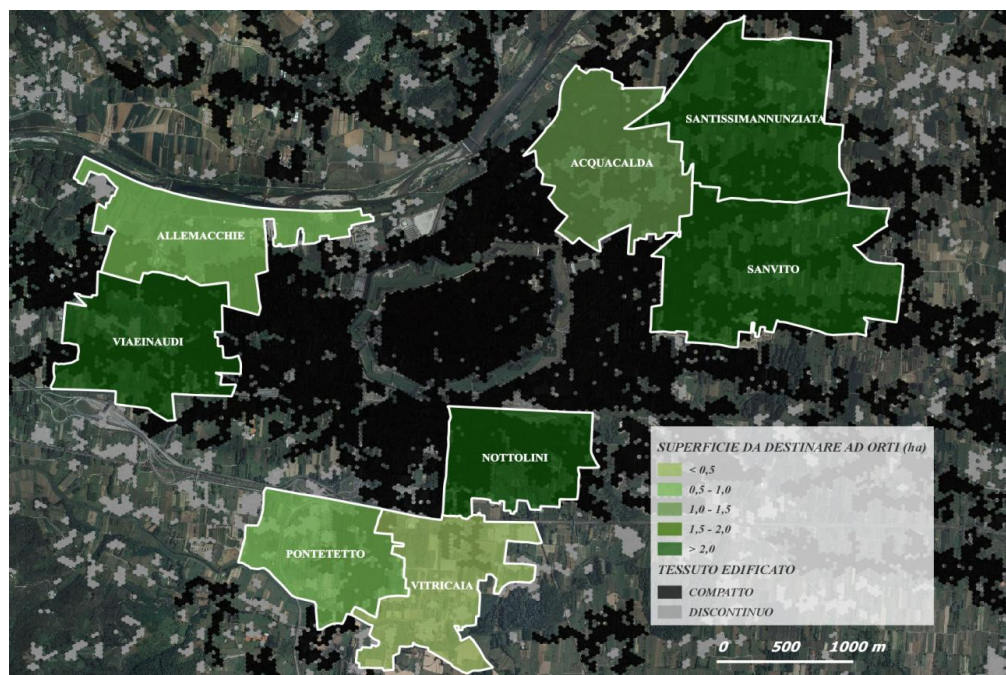 SANTISSIMANNUNZIATA
ACQUACALDA
ALLEMACCHIE
SANVITO
VIAEINAUDI
NOTTOLINI
PONTETETTO
VITRICAIA
SUPERFICIE DA DESTINARE AD ORTI (ha)
< 0,5
0,5 - 1,0
1,0 - 1,5
1,5 - 2,0
> 2,0
TESSUTO EDIFICATO
COMPATTO
DISCONTINUO
0 500 1000 m